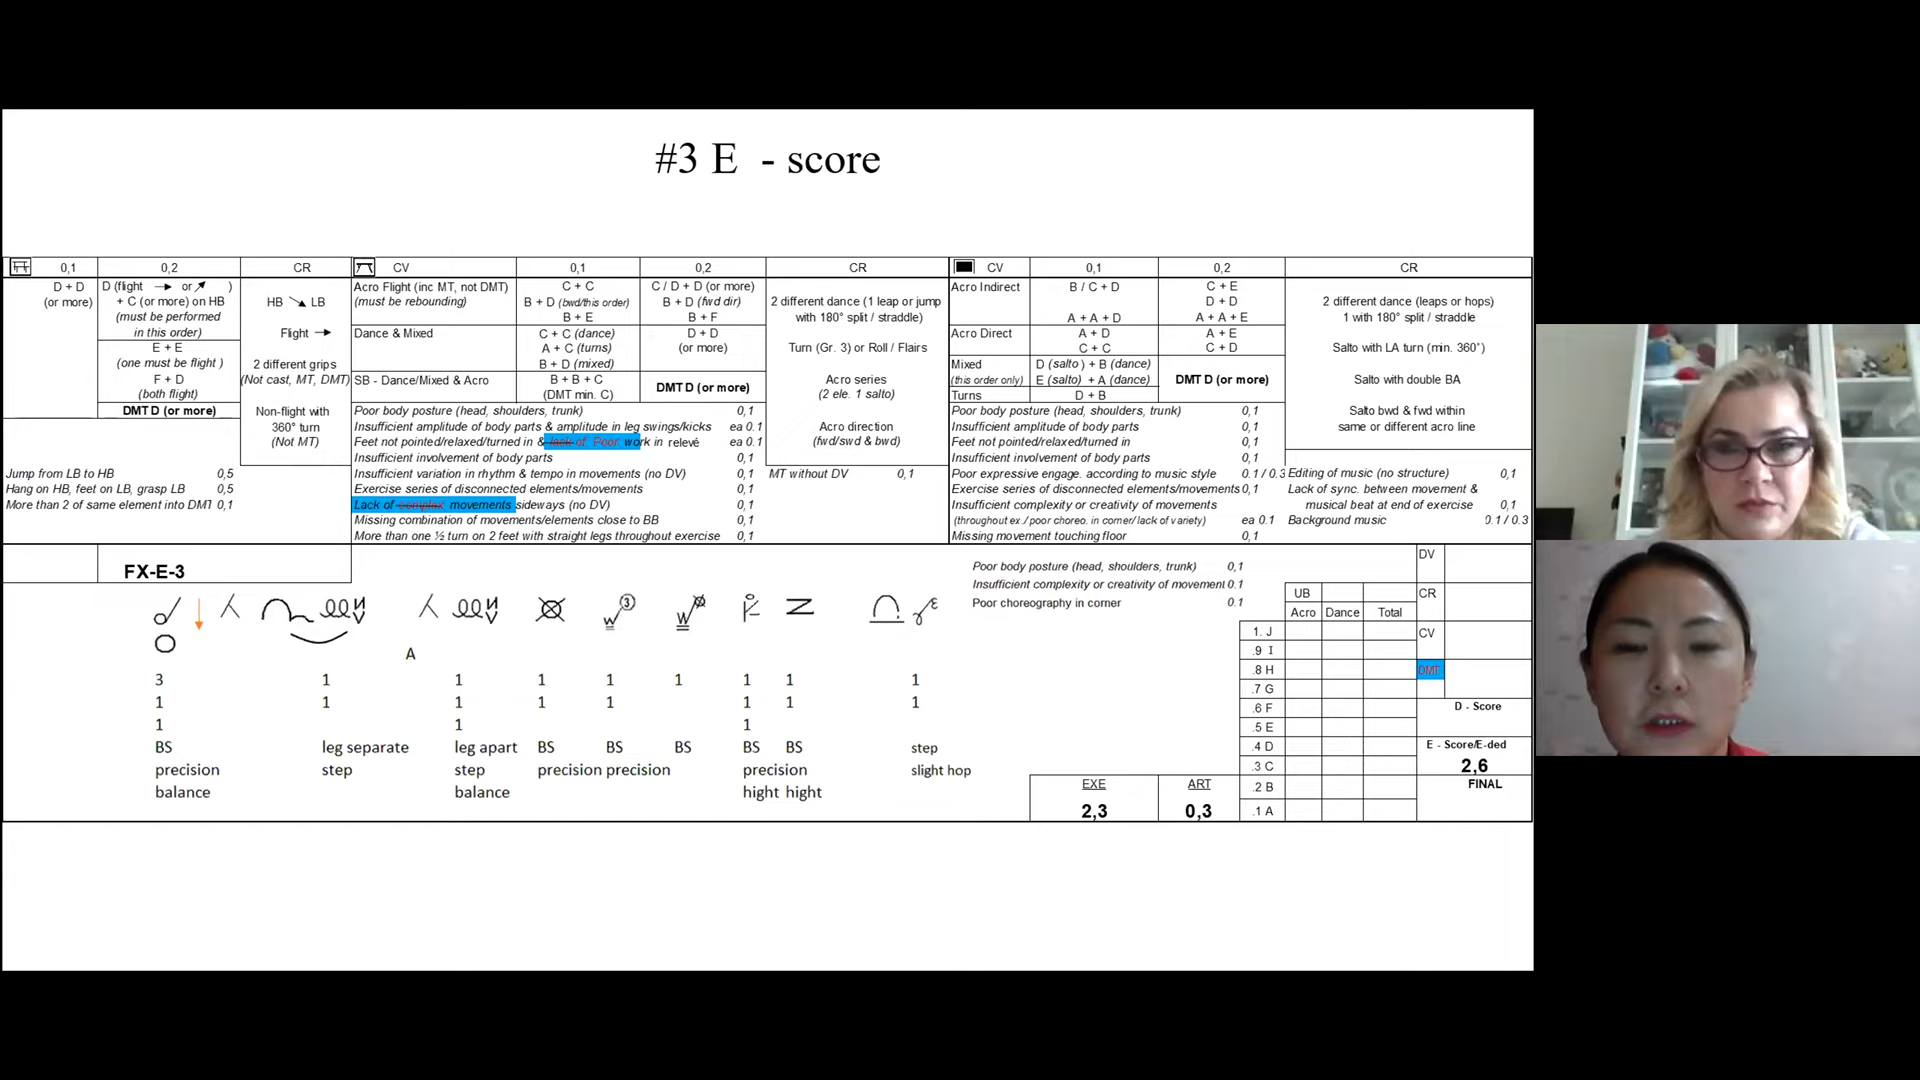 #3 E - score
0,1 0,2 CR
D + D
(or more)
D (flight → or ↗ )
+ C (or more) on HB
(must be performed
in this order)
E + E
(one must be flight )
F + D
(both flight)
DMT D (or more)
HB ↘ LB
Flight →
2 different grips
(Not cast, MT, DMT)
Non-flight with
360° turn
(Not MT)
Jump from LB to HB 0,5
Hang on HB, feet on LB, grasp LB 0,5
More than 2 of same element into DMT 0,1
CV 0,1 0,2 CR
Acro Flight (inc MT, not DMT)
(must be rebounding)
C + C
B + D (bwd/this order)
B + E
C / D + D (or more)
B + D (fwd dir)
B + F
Dance & Mixed
C + C (dance)
A + C (turns)
B + D (mixed)
D + D
(or more)
SB - Dance/Mixed & Acro
B + B + C
(DMT min. C)
DMT D (or more)
2 different dance (1 leap or jump
with 180° split / straddle)
Turn (Gr. 3) or Roll / Flairs
Acro series
(2 ele. 1 salto)
Acro direction
(fwd/swd & bwd)
Poor body posture (head, shoulders, trunk) 0,1
Insufficient amplitude of body parts & amplitude in leg swings/kicks ea 0.1
Feet not pointed/relaxed/turned in & lack of Poor work in relevé ea 0.1
Insufficient involvement of body parts 0,1
Insufficient variation in rhythm & tempo in movements (no DV) 0,1
Exercise series of disconnected elements/movements 0,1
Lack of complex movements sideways (no DV) 0,1
Missing combination of movements/elements close to BB 0,1
More than one ½ turn on 2 feet with straight legs throughout exercise 0,1
MT without DV 0,1
CV 0,1 0,2 CR
Acro Indirect
B / C + D
A + A + D
C + E
D + D
A + A + E
Acro Direct
A + D
C + C
A + E
C + D
Mixed
(this order only)
D (salto) + B (dance)
E (salto) + A (dance)
DMT D (or more)
Turns D + B
2 different dance (leaps or hops)
1 with 180° split / straddle
Salto with LA turn (min. 360°)
Salto with double BA
Salto bwd & fwd within
same or different acro line
Poor body posture (head, shoulders, trunk) 0,1
Insufficient amplitude of body parts 0,1
Feet not pointed/relaxed/turned in 0,1
Insufficient involvement of body parts 0,1
Poor expressive engage. according to music style 0.1 / 0.3
Exercise series of disconnected elements/movements 0,1
Insufficient complexity or creativity of movements
(throughout ex./ poor choreo. in corner/ lack of variety) ea 0.1
Missing movement touching floor 0,1
Editing of music (no structure) 0,1
Lack of sync. between movement &
musical beat at end of exercise 0,1
Background music 0.1 / 0.3
FX-E-3
3
A
3 1 1 1 1 1 1 1 1
1 1 1 1 1 1 1 1
1 1 1
BS leg separate leg apart BS BS BS BS BS step
precision step step precision precision precision slight hop
balance balance hight hight
Poor body posture (head, shoulders, trunk) 0,1
Insufficient complexity or creativity of movement 0.1
Poor choreography in corner 0.1
EXE ART
2,3 0,3
UB
Acro Dance Total
1. J
.9 I
.8 H
.7 G
.6 F
.5 E
.4 D
.3 C
.2 B
.1 A
DV
CR
CV
DMT
D - Score
E - Score/E-ded
2,6
FINAL